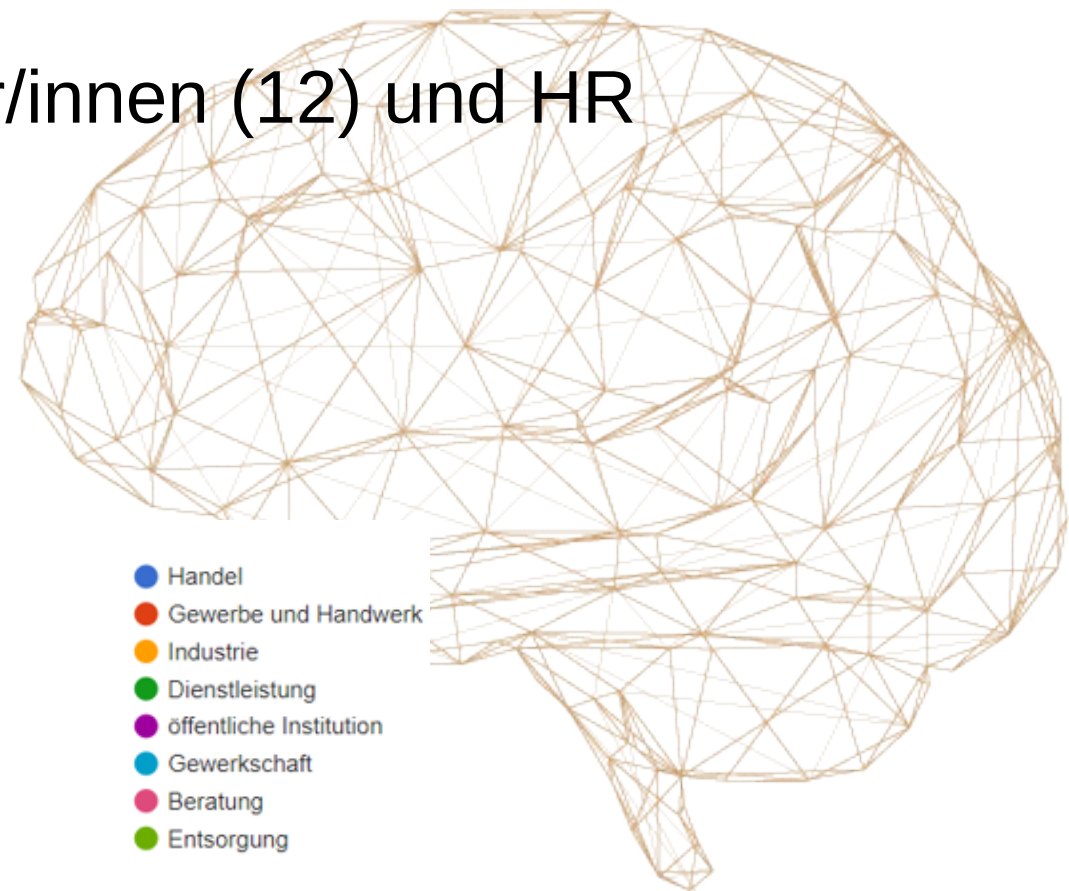 r/innen (12) und HR
Handel
Gewerbe und Handwerk
Industrie
Dienstleistung
öffentliche Institution
Gewerkschaft
Beratung
Entsorgung